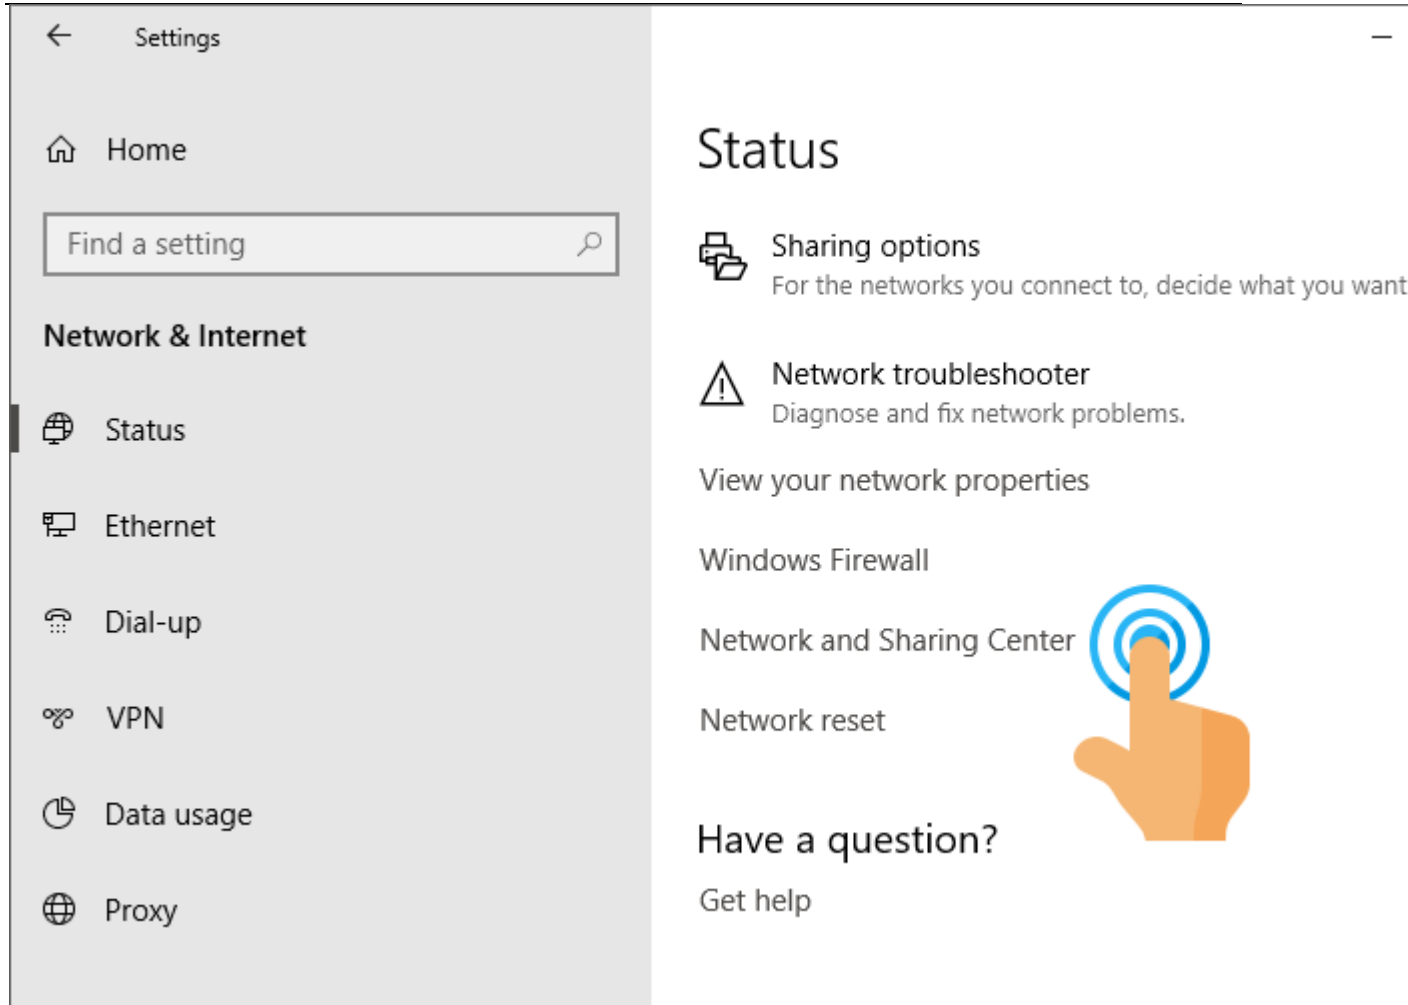 Settings
Home
Find a setting
Network & Internet
Status
Ethernet
Dial-up
VPN
Data usage
Proxy
Status
Sharing options
For the networks you connect to, decide what you want
Network troubleshooter
Diagnose and fix network problems.
View your network properties
Windows Firewall
Network and Sharing Center
Network reset
Have a question?
Get help